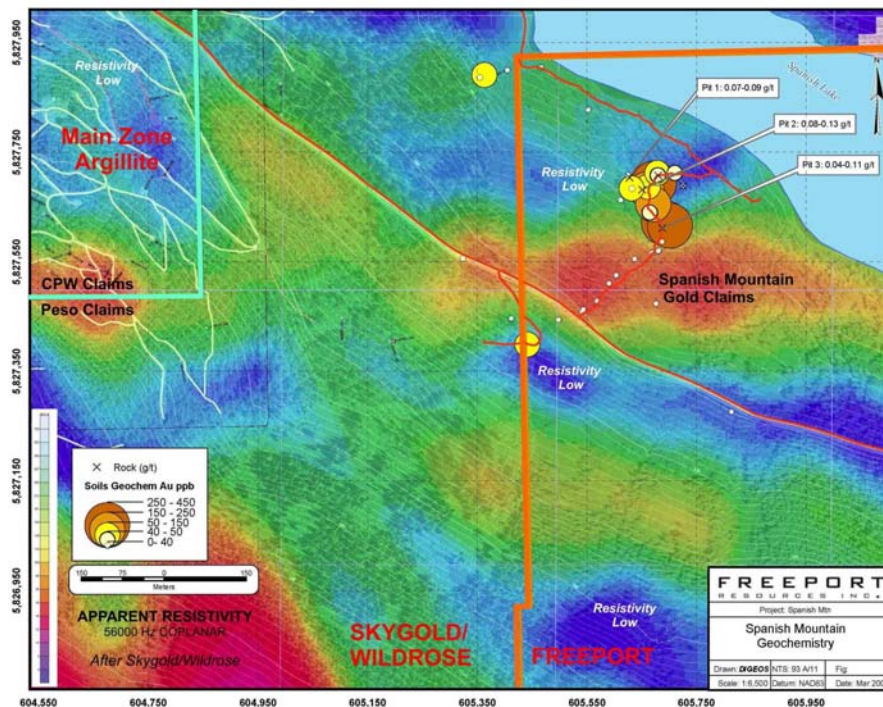 5,827,950
5,827,750
5,827,550
5,827,350
5,827,150
5,826,950
Resistivity
Low
Main Zone
Argillite
CPW Claims
Peso Claims
Spanish Lake
N
Pit 1: 0.07-0.09 g/t
Pit 2: 0.08-0.13 g/t
Pit 3: 0.04-0.11 g/t
Resistivity
Low
Spanish Mountain
Gold Claims
Resistivity
Low
Rock (g/t)
Soils Geochem Au ppb
250 - 450
150 - 250
50 - 150
40 - 50
0- 40
150 75 0 150
Meters
APPARENT RESISTIVITY
56000 Hz COPLANAR
After Skygold/Wildrose
SKYGOLD/
WILDROSE
FREEPORT
Resistivity
Low
FREEPORT
RESOURCES INC.
Project: Spanish Mtn
Spanish Mountain
Geochemistry
Drawn: DIGEOS NTS: 93 A/11 Fig:
Scale: 1:6,500 Datum: NAD83 Date: Mar 200
604,550 604,750 604,950 605,150 605,350 605,550 605,750 605,950